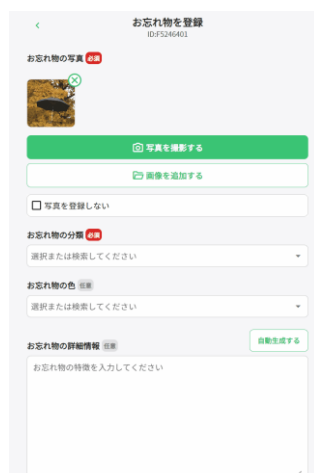 お忘れ物を登録
ID:F5246401
お忘れ物の写真 必須
写真を撮影する
画像を追加する
写真を登録しない
お忘れ物の分類 必須
選択または検索してください
お忘れ物の色 任意
選択または検索してください
お忘れ物の詳細情報 任意
自動生成する
お忘れ物の特徴を入力してください